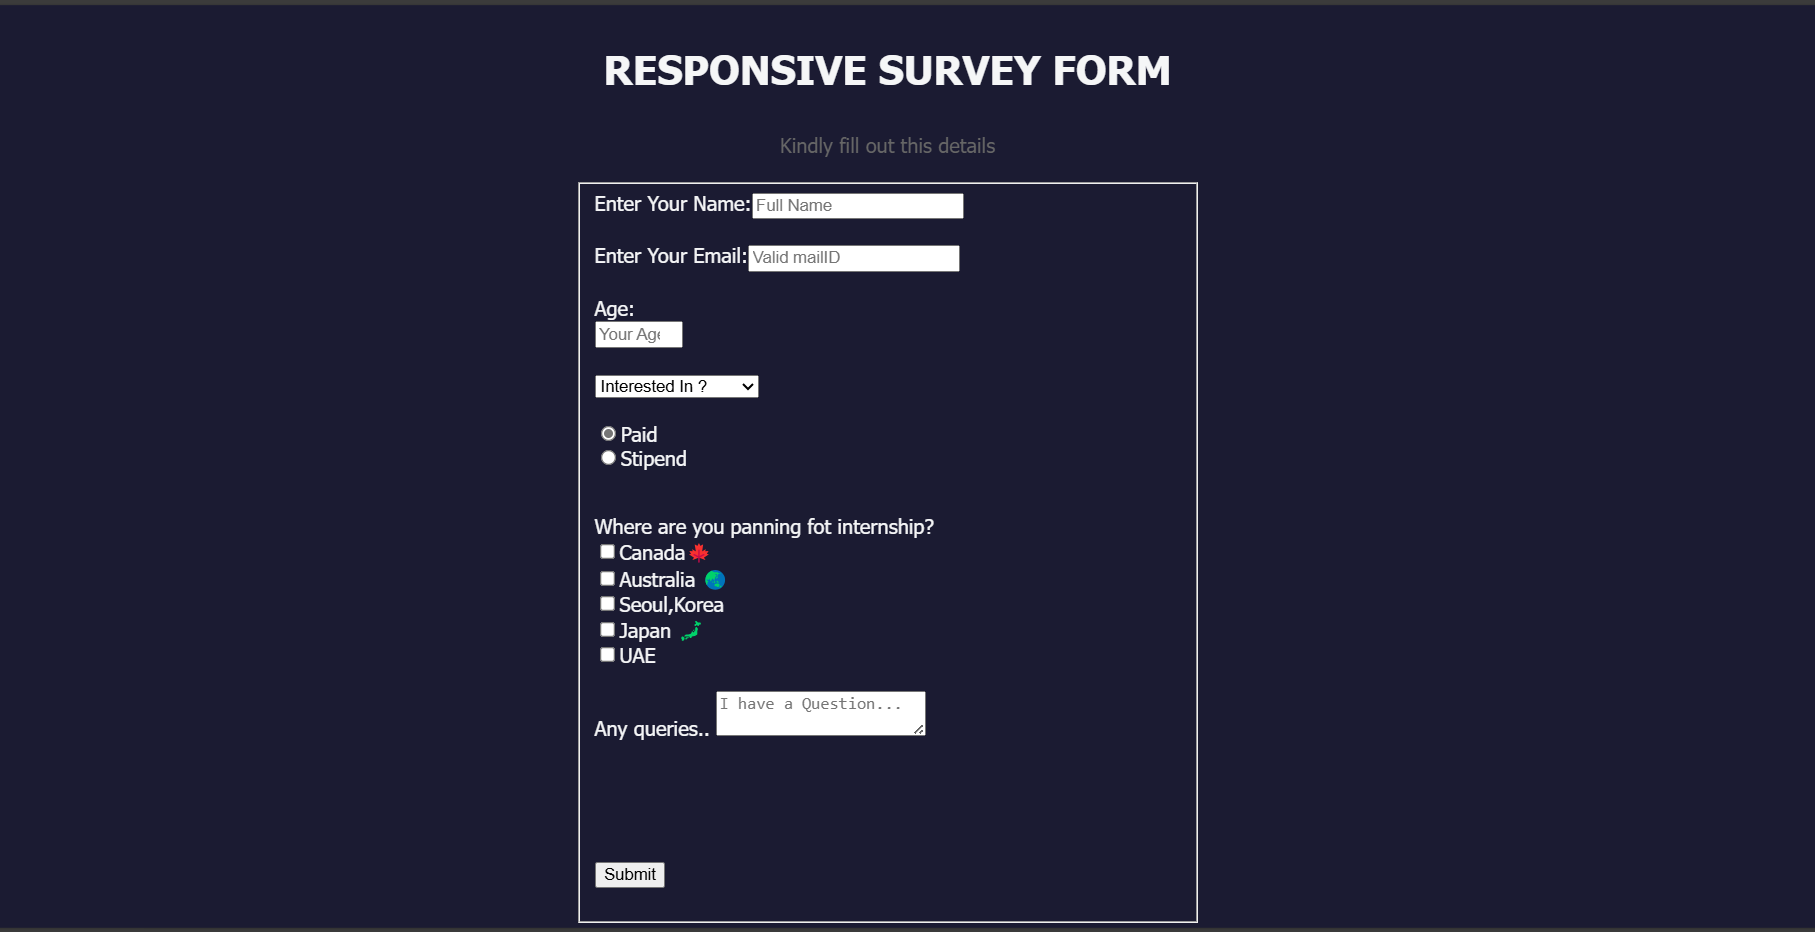 RESPONSIVE SURVEY FORM
Kindly fill out this details
Enter Your Name: Full Name
Enter Your Email: Valid mailID
Age:
Your Age
Interested In ?
Paid
Stipend
Where are you panning fot internship?
Canada🍁
Australia 🌏
Seoul,Korea
Japan 🗾
UAE
Any queries.. I have a Question...
Submit